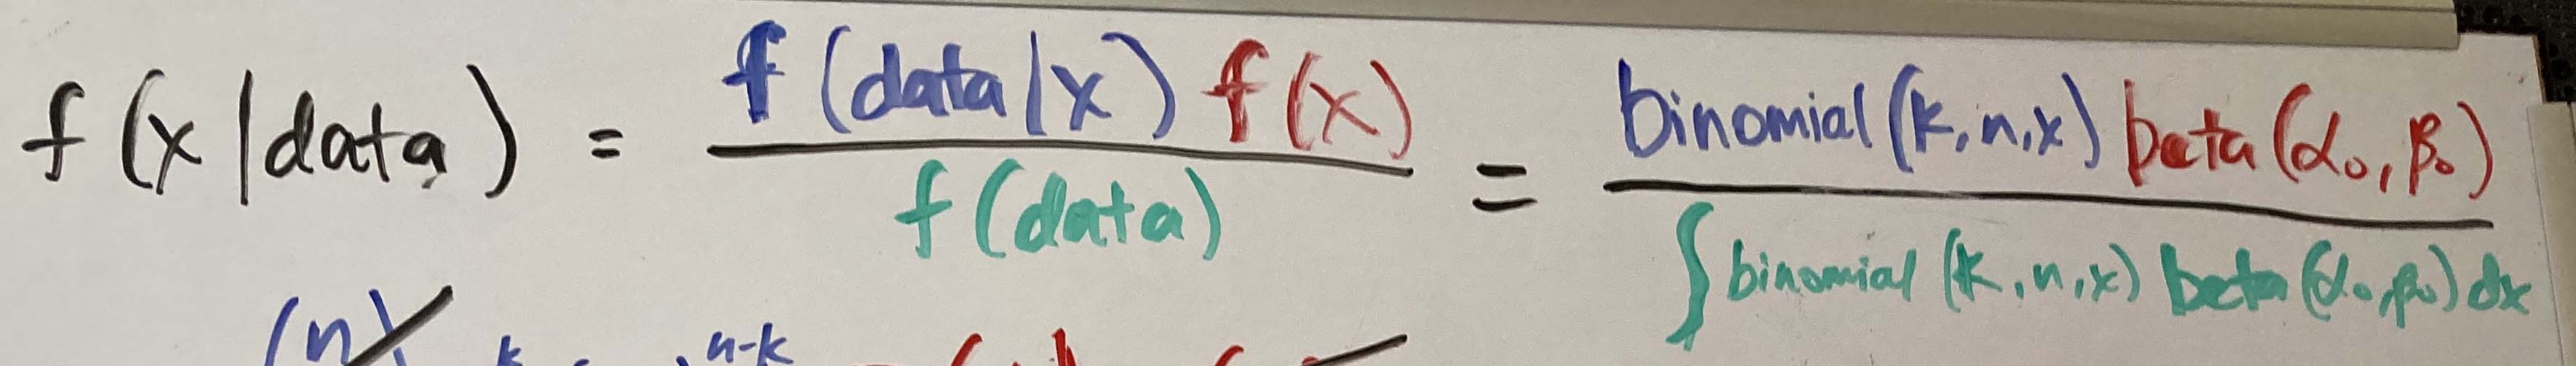 f(x|data) = f(data|x) f(x) / f(data) = binomial(k,n,x) beta(α₀,β₀) / ∫binomial(k,n,x) beta(α₀,β₀)dx
(n) k n-k